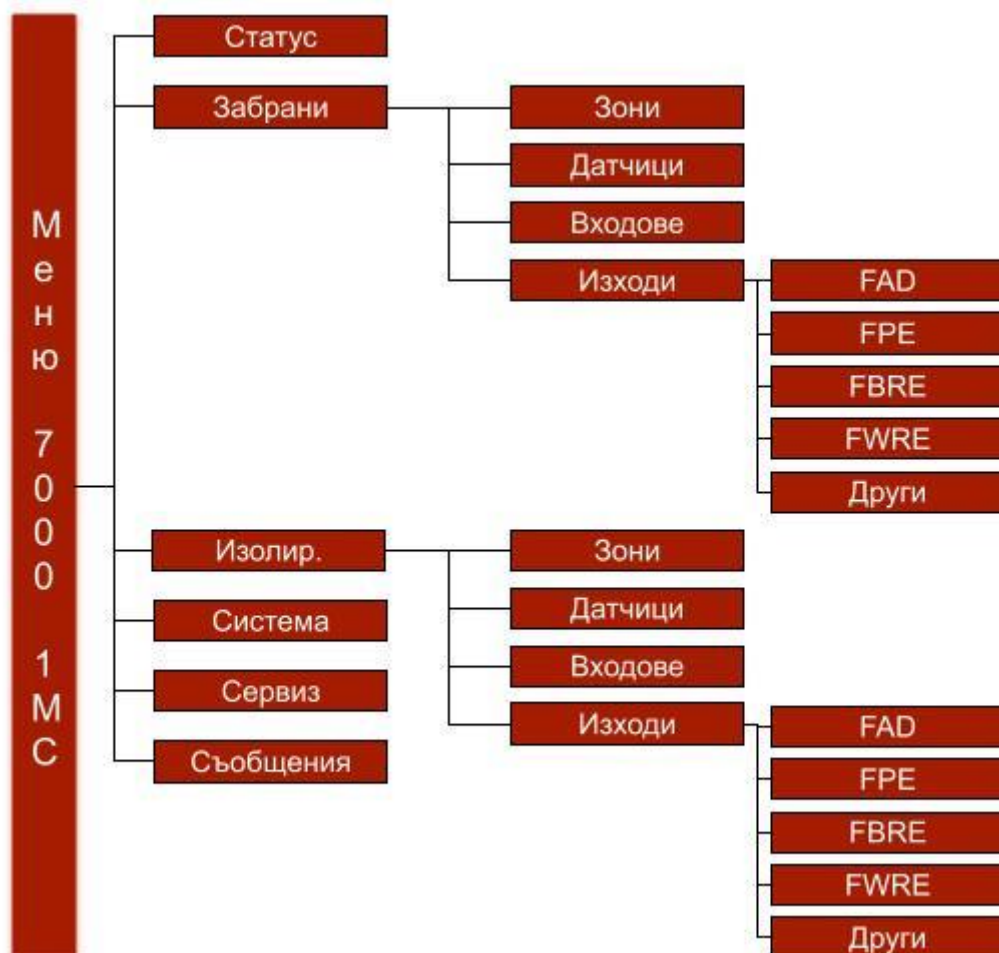 Меню 7000 1МС
Статус
Забрани
Зони
Датчици
Входове
Изходи
FAD
FPE
FBRE
FWRE
Други
Изолир.
Зони
Датчици
Входове
Изходи
FAD
FPE
FBRE
FWRE
Други
Система
Сервиз
Съобщения